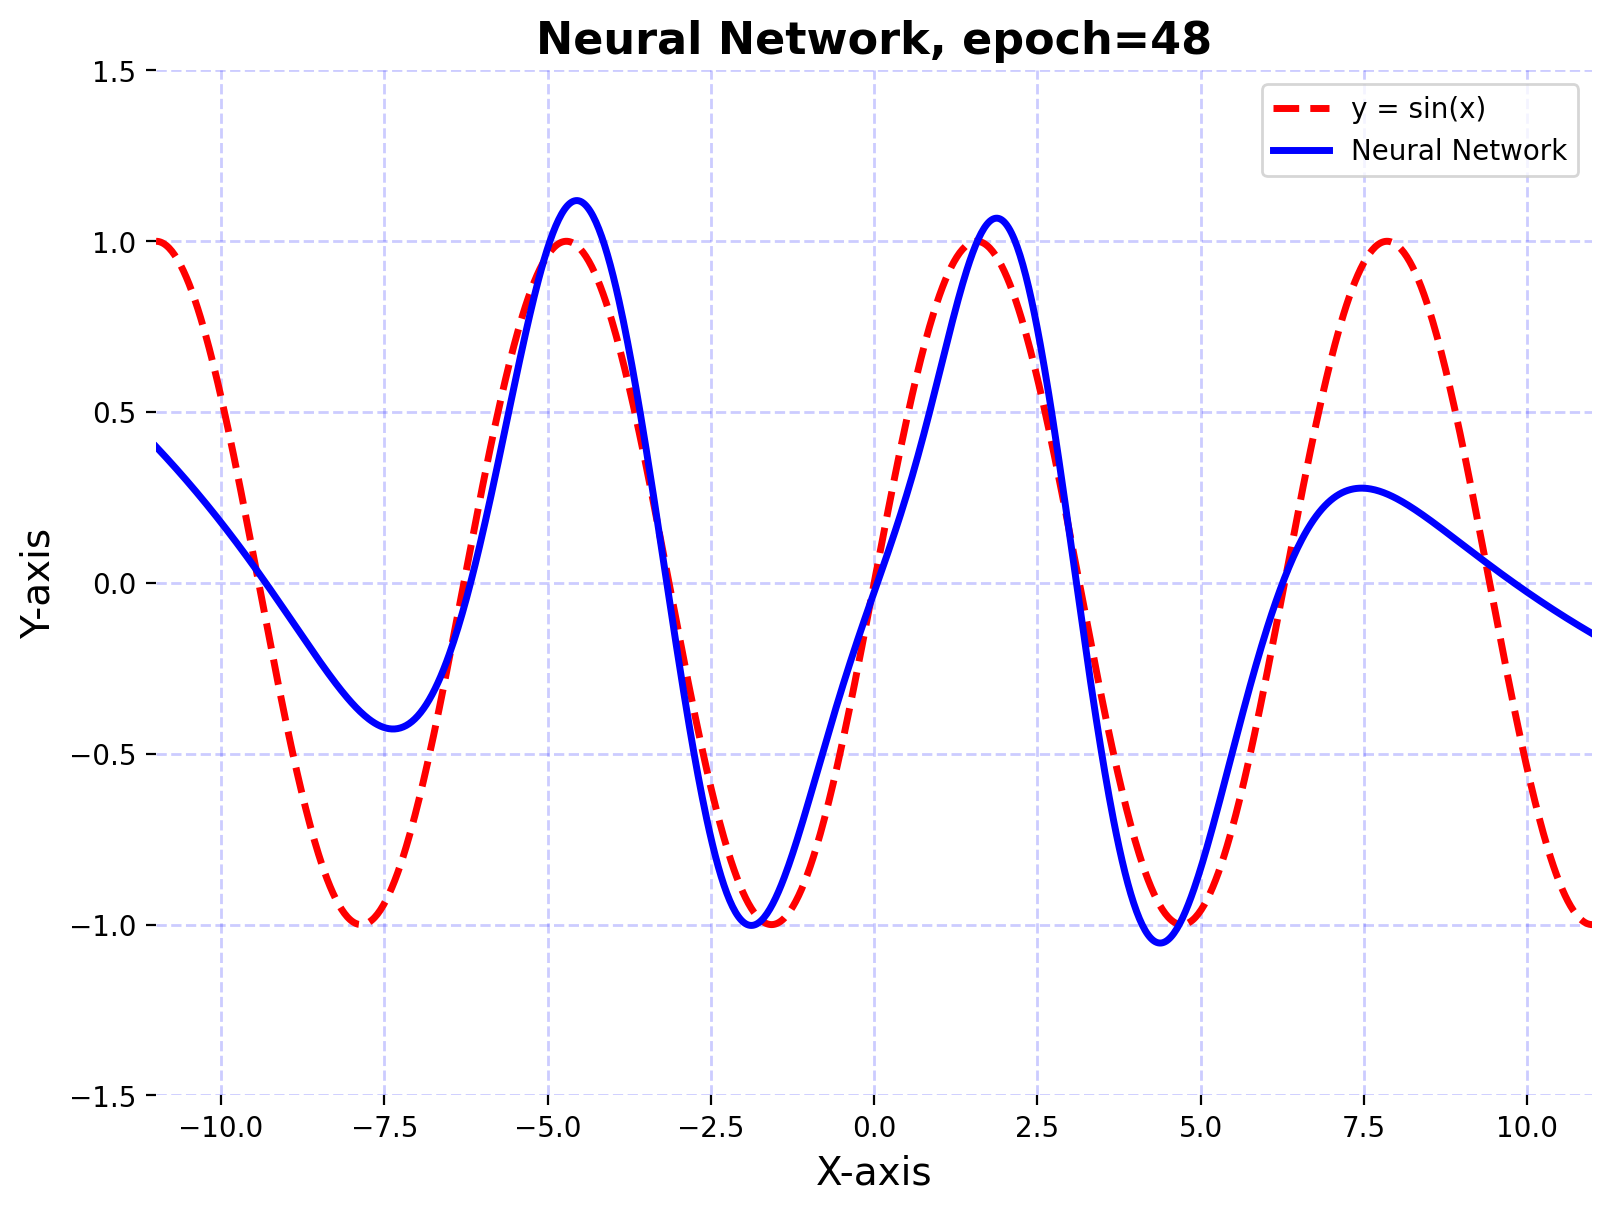 Neural Network, epoch=48
1.5
1.0
0.5
0.0
−0.5
−1.0
−1.5
Y-axis
y = sin(x)
Neural Network
−10.0 −7.5 −5.0 −2.5 0.0 2.5 5.0 7.5 10.0
X-axis